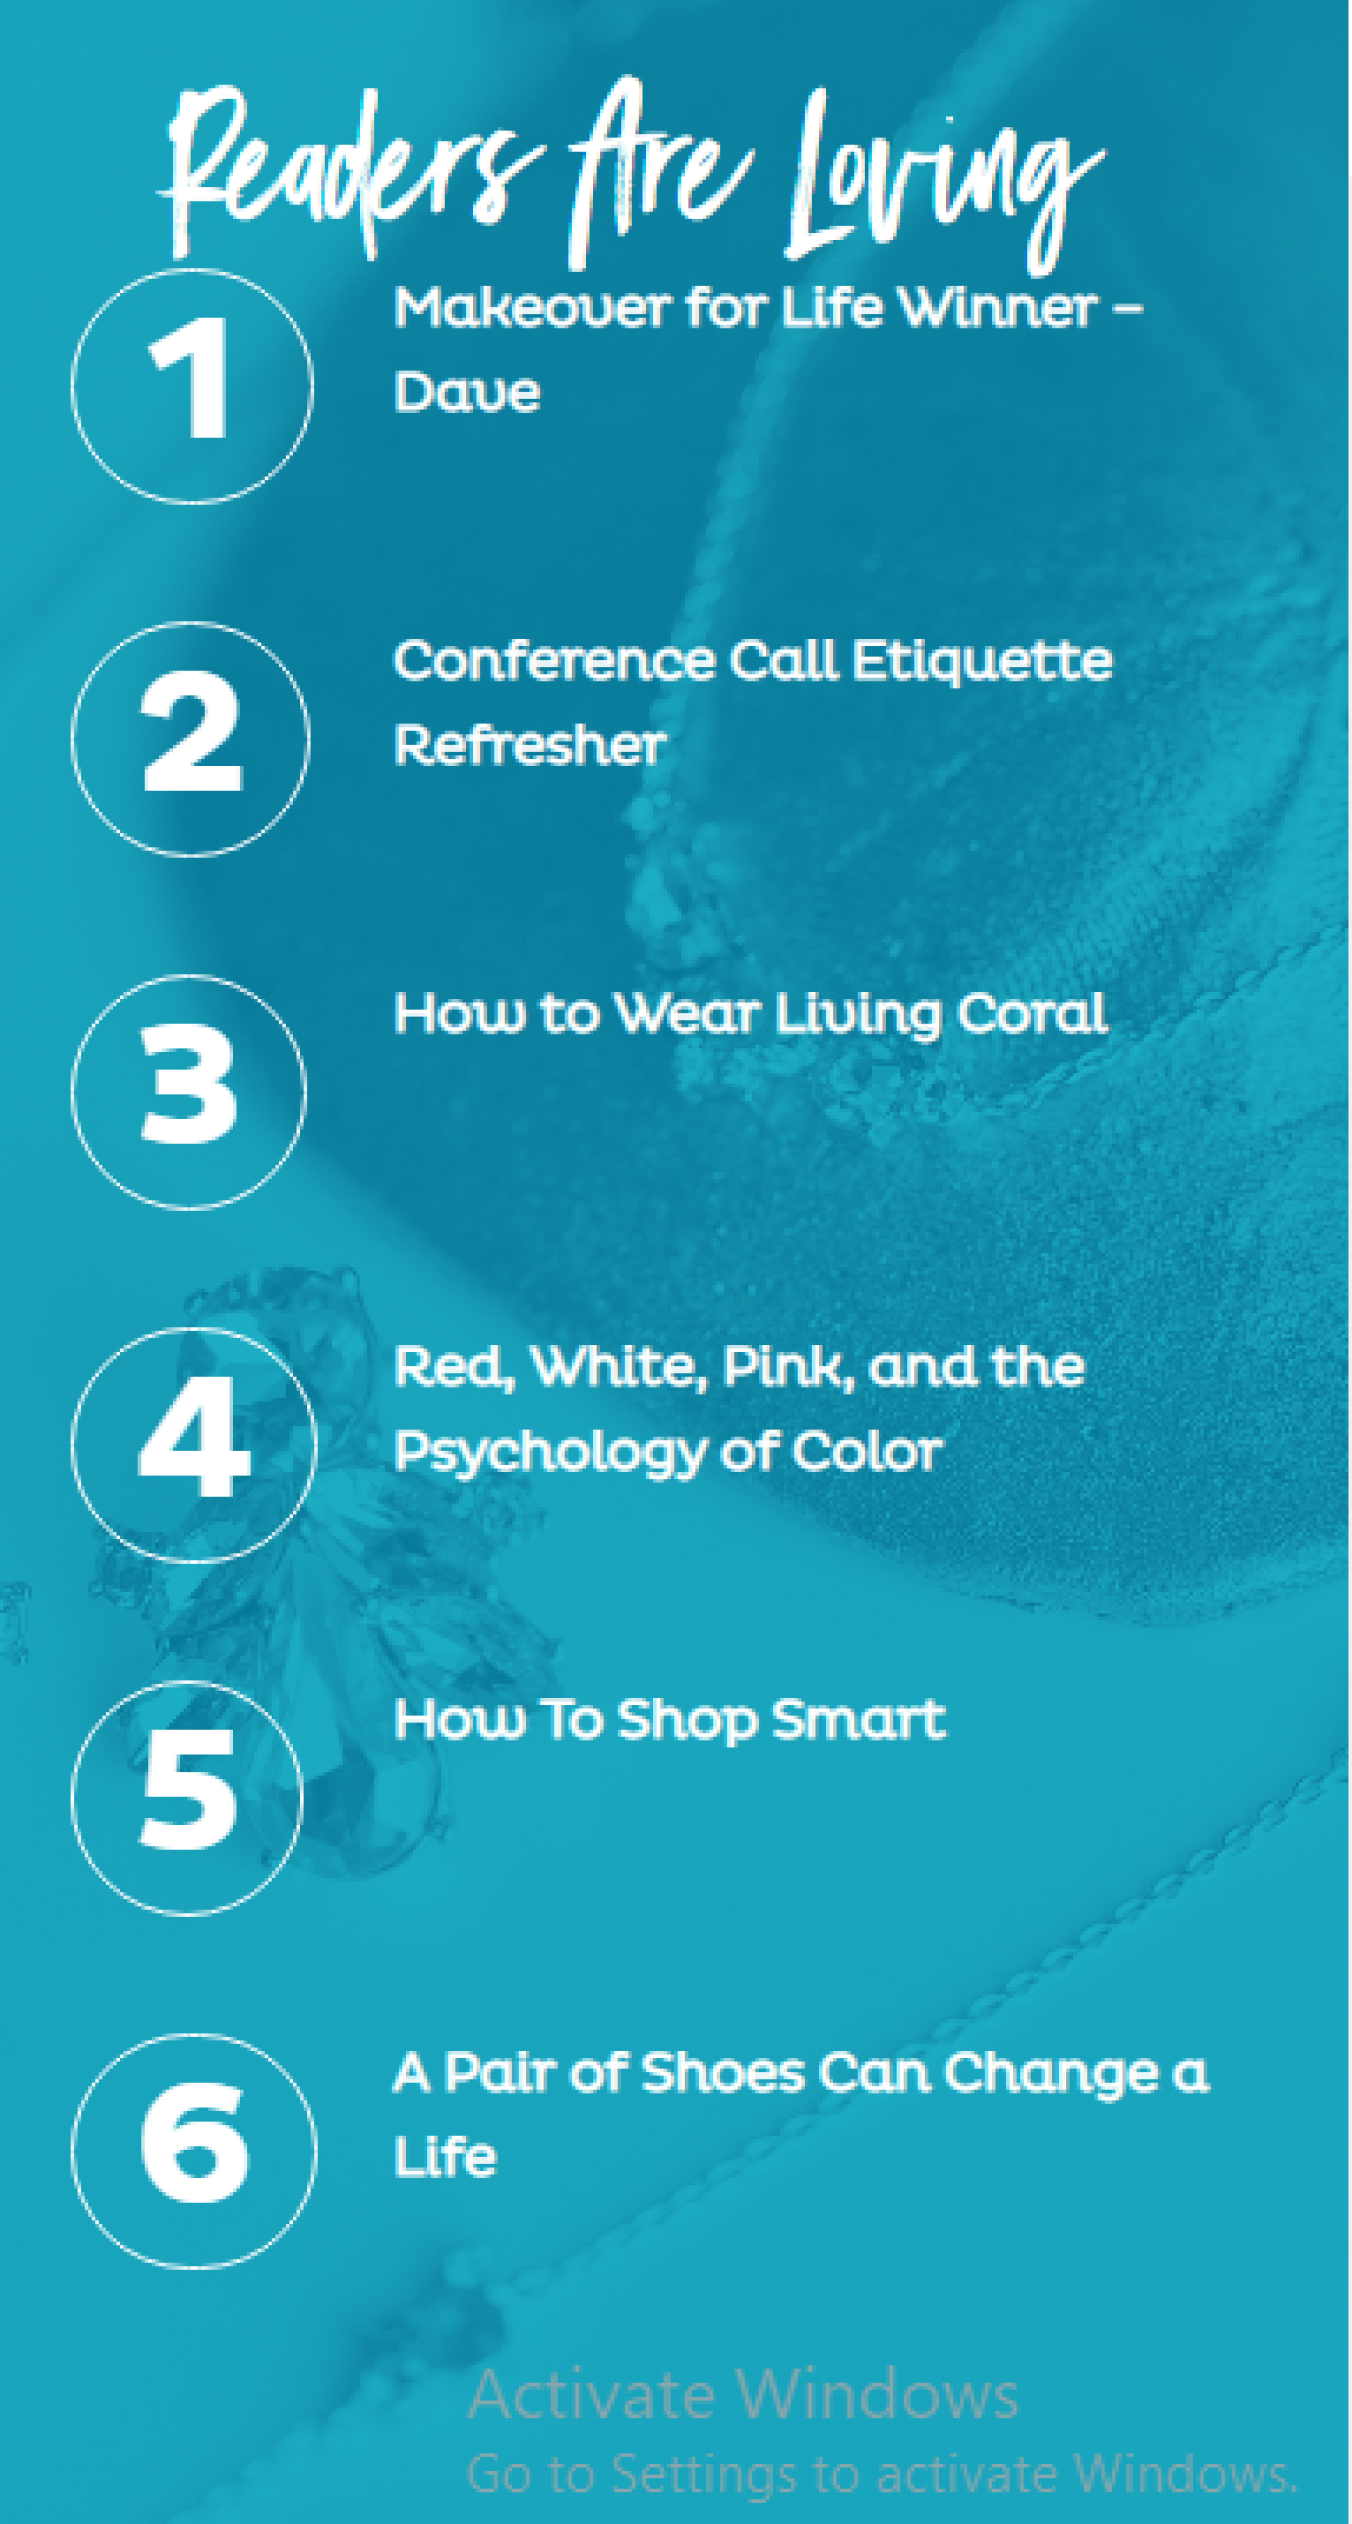 Readers Are Loving
1
Makeover for Life Winner –
Dave
2
Conference Call Etiquette
Refresher
3
How to Wear Living Coral
4
Red, White, Pink, and the
Psychology of Color
5
How To Shop Smart
6
A Pair of Shoes Can Change a
Life
Activate Windows
Go to Settings to activate Windows.